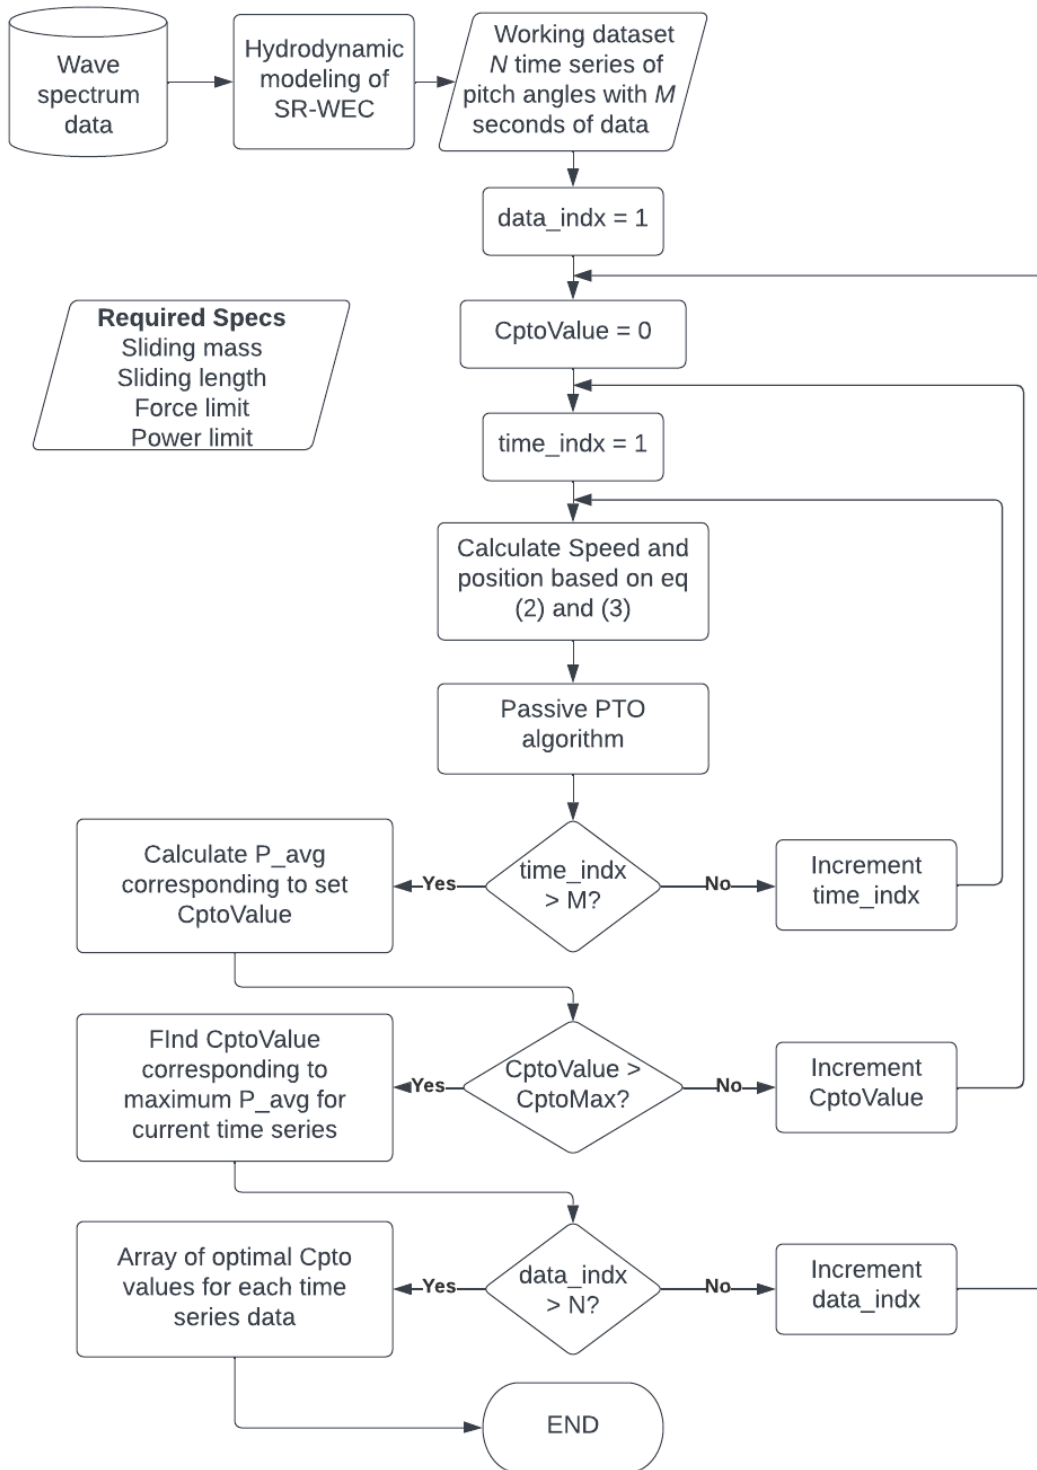 Wave
spectrum
data
Hydrodynamic
modeling of
SR-WEC
Working dataset
N time series of
pitch angles with M
seconds of data
data_indx = 1
Required Specs
Sliding mass
Sliding length
Force limit
Power limit
CptoValue = 0
time_indx = 1
Calculate Speed and
position based on eq
(2) and (3)
Passive PTO
algorithm
Calculate P_avg
corresponding to set
CptoValue
Yes
time_indx
> M?
No
Increment
time_indx
FInd CptoValue
corresponding to
maximum P_avg for
current time series
Yes
CptoValue >
CptoMax?
No
Increment
CptoValue
Array of optimal Cpto
values for each time
series data
Yes
data_indx
> N?
No
Increment
data_indx
END